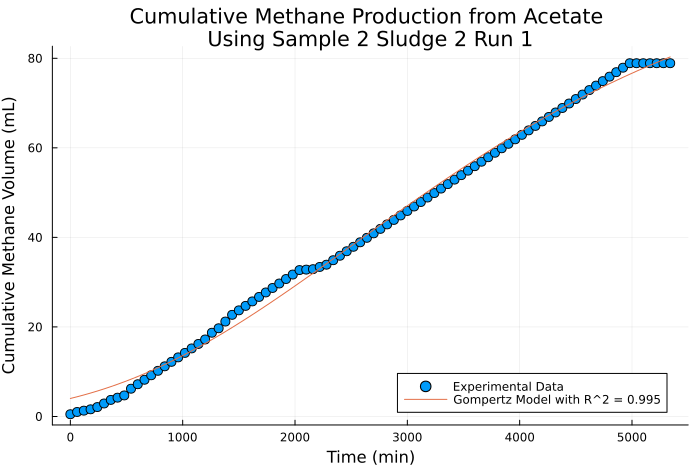 Cumulative Methane Production from Acetate
Using Sample 2 Sludge 2 Run 1
Cumulative Methane Volume (mL)
80
60
40
20
0
Experimental Data
Gompertz Model with R^2 = 0.995
0 1000 2000 3000 4000 5000
Time (min)